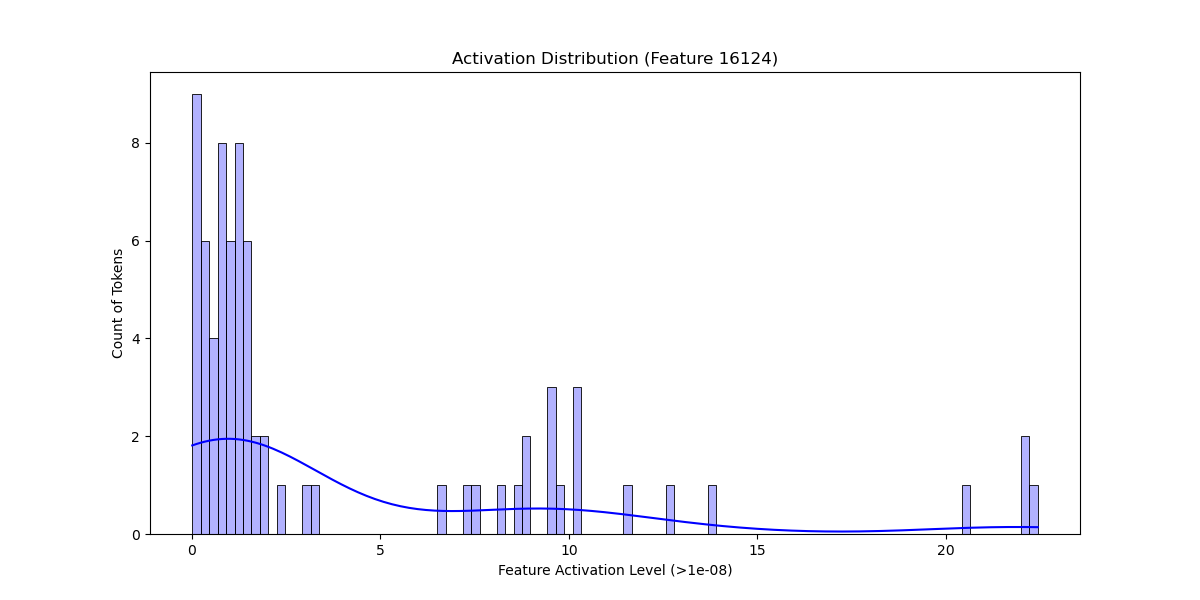 Activation Distribution (Feature 16124)
Count of Tokens
8
6
4
2
0
0 5 10 15 20
Feature Activation Level (>1e-08)